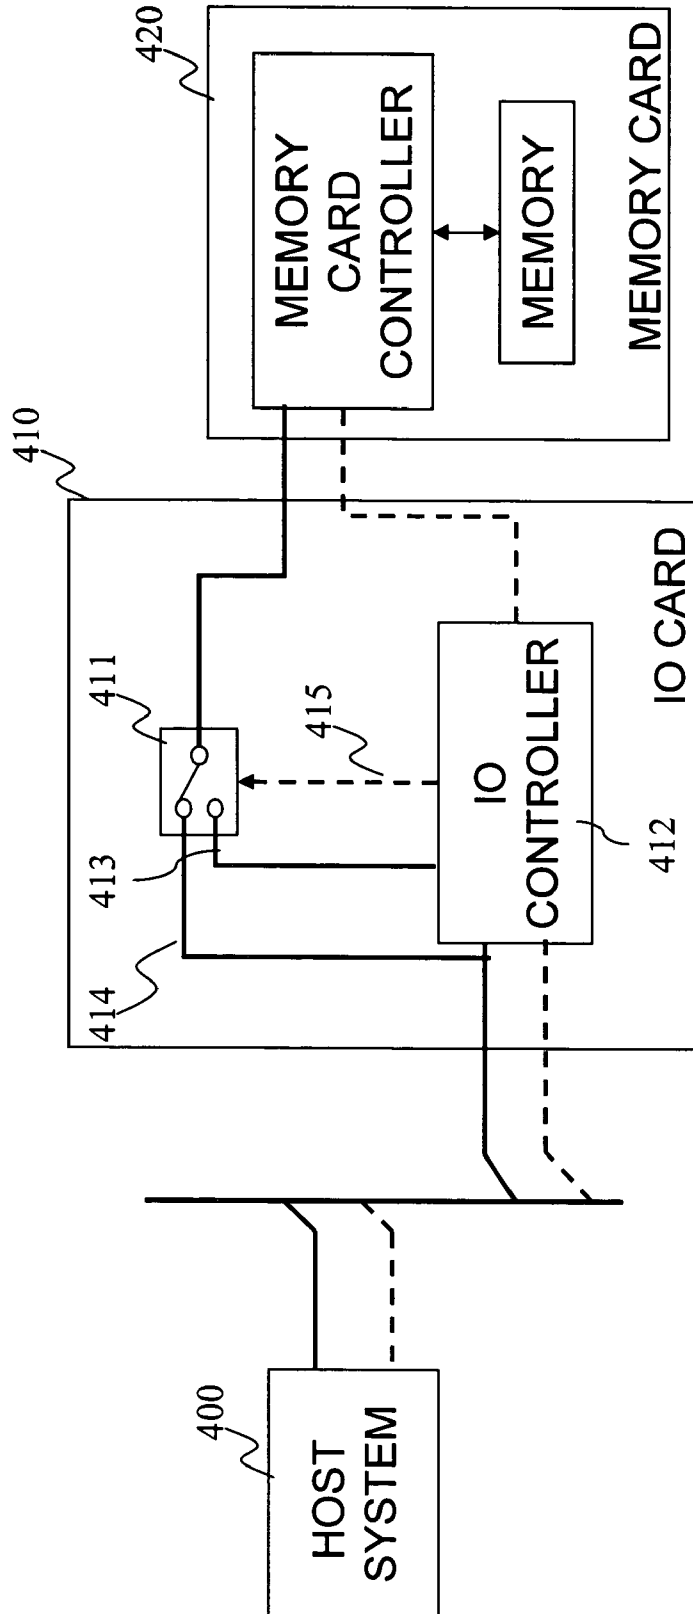 400
HOST
SYSTEM
410
411
413
414
415
IO
CONTROLLER
412
IO CARD
420
MEMORY
CARD
CONTROLLER
MEMORY
MEMORY CARD